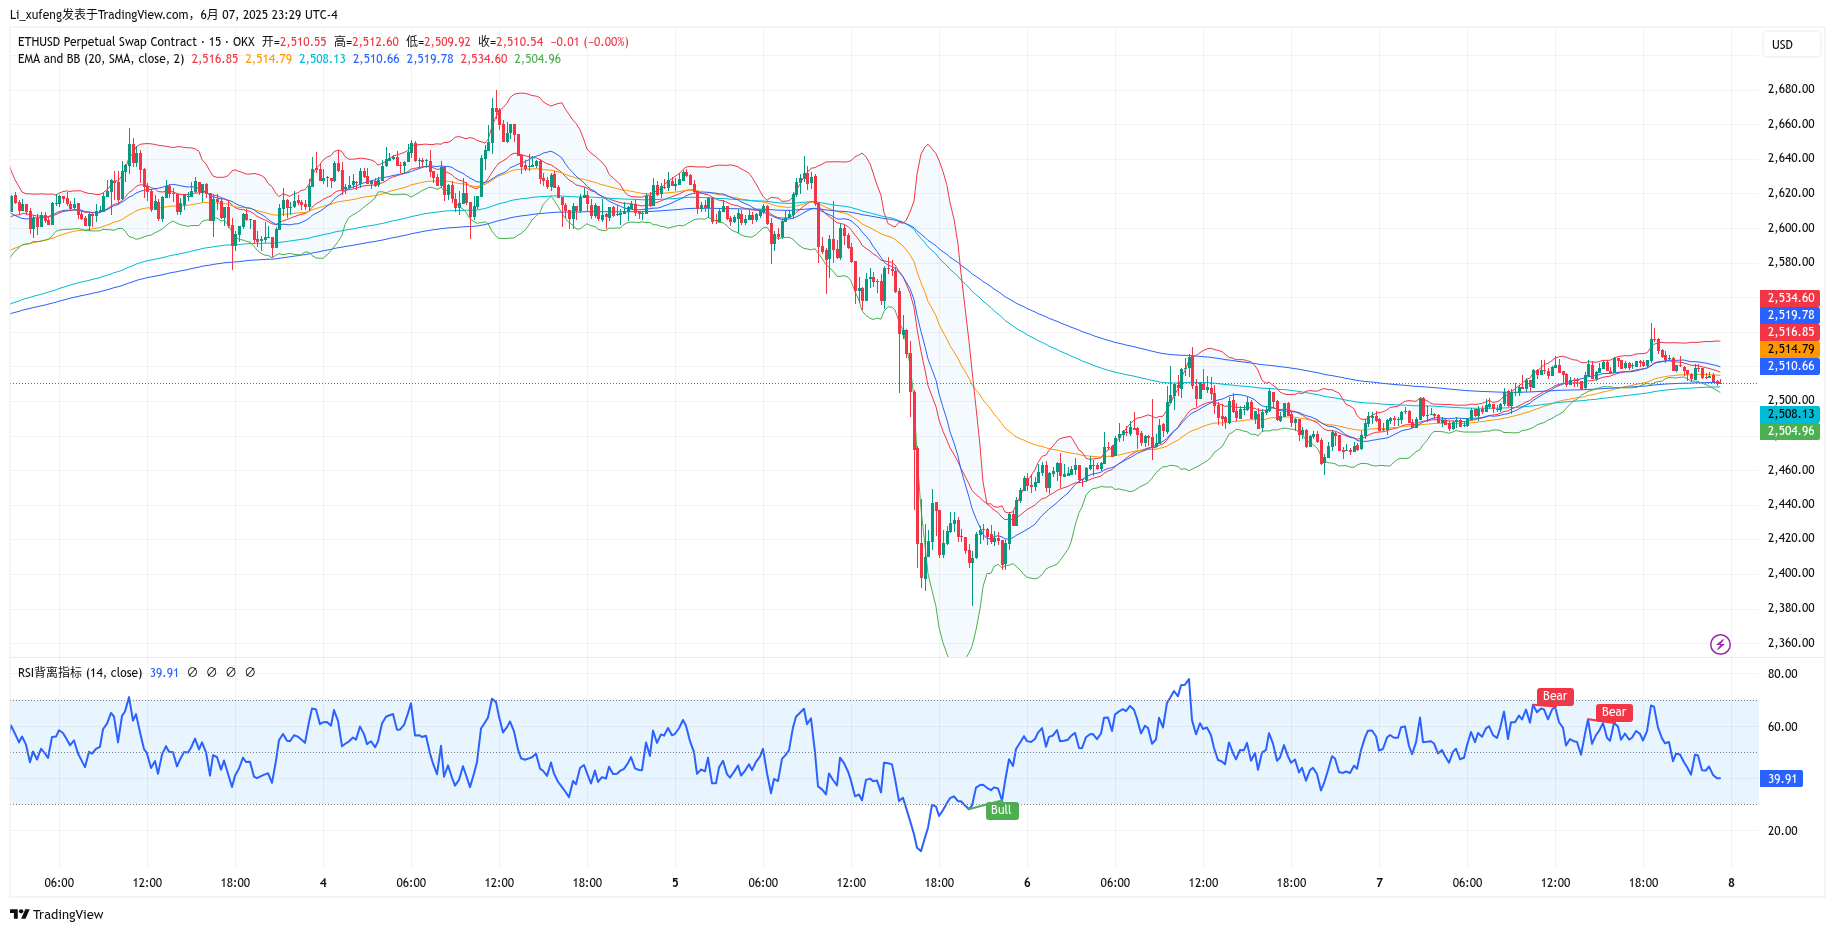 Li_xufeng发表于TradingView.com，6月 07, 2025 23:29 UTC-4
ETHUSD Perpetual Swap Contract · 15 · OKX 开=2,510.55 高=2,512.60 低=2,509.92 收=2,510.54 −0.01 (−0.00%)
EMA and BB (20, SMA, close, 2) 2,516.85 2,514.79 2,508.13 2,510.66 2,519.78 2,534.60 2,504.96
USD
2,680.00
2,660.00
2,640.00
2,620.00
2,600.00
2,580.00
2,534.60
2,519.78
2,516.85
2,514.79
2,510.66
2,500.00
2,508.13
2,504.96
2,460.00
2,440.00
2,420.00
2,400.00
2,380.00
2,360.00
RSI背离指标 (14, close) 39.91 ∅ ∅ ∅ ∅
80.00
60.00
39.91
20.00
Bear
Bear
Bull
06:00 12:00 18:00 4 06:00 12:00 18:00 5 06:00 12:00 18:00 6 06:00 12:00 18:00 7 06:00 12:00 18:00 8
TradingView